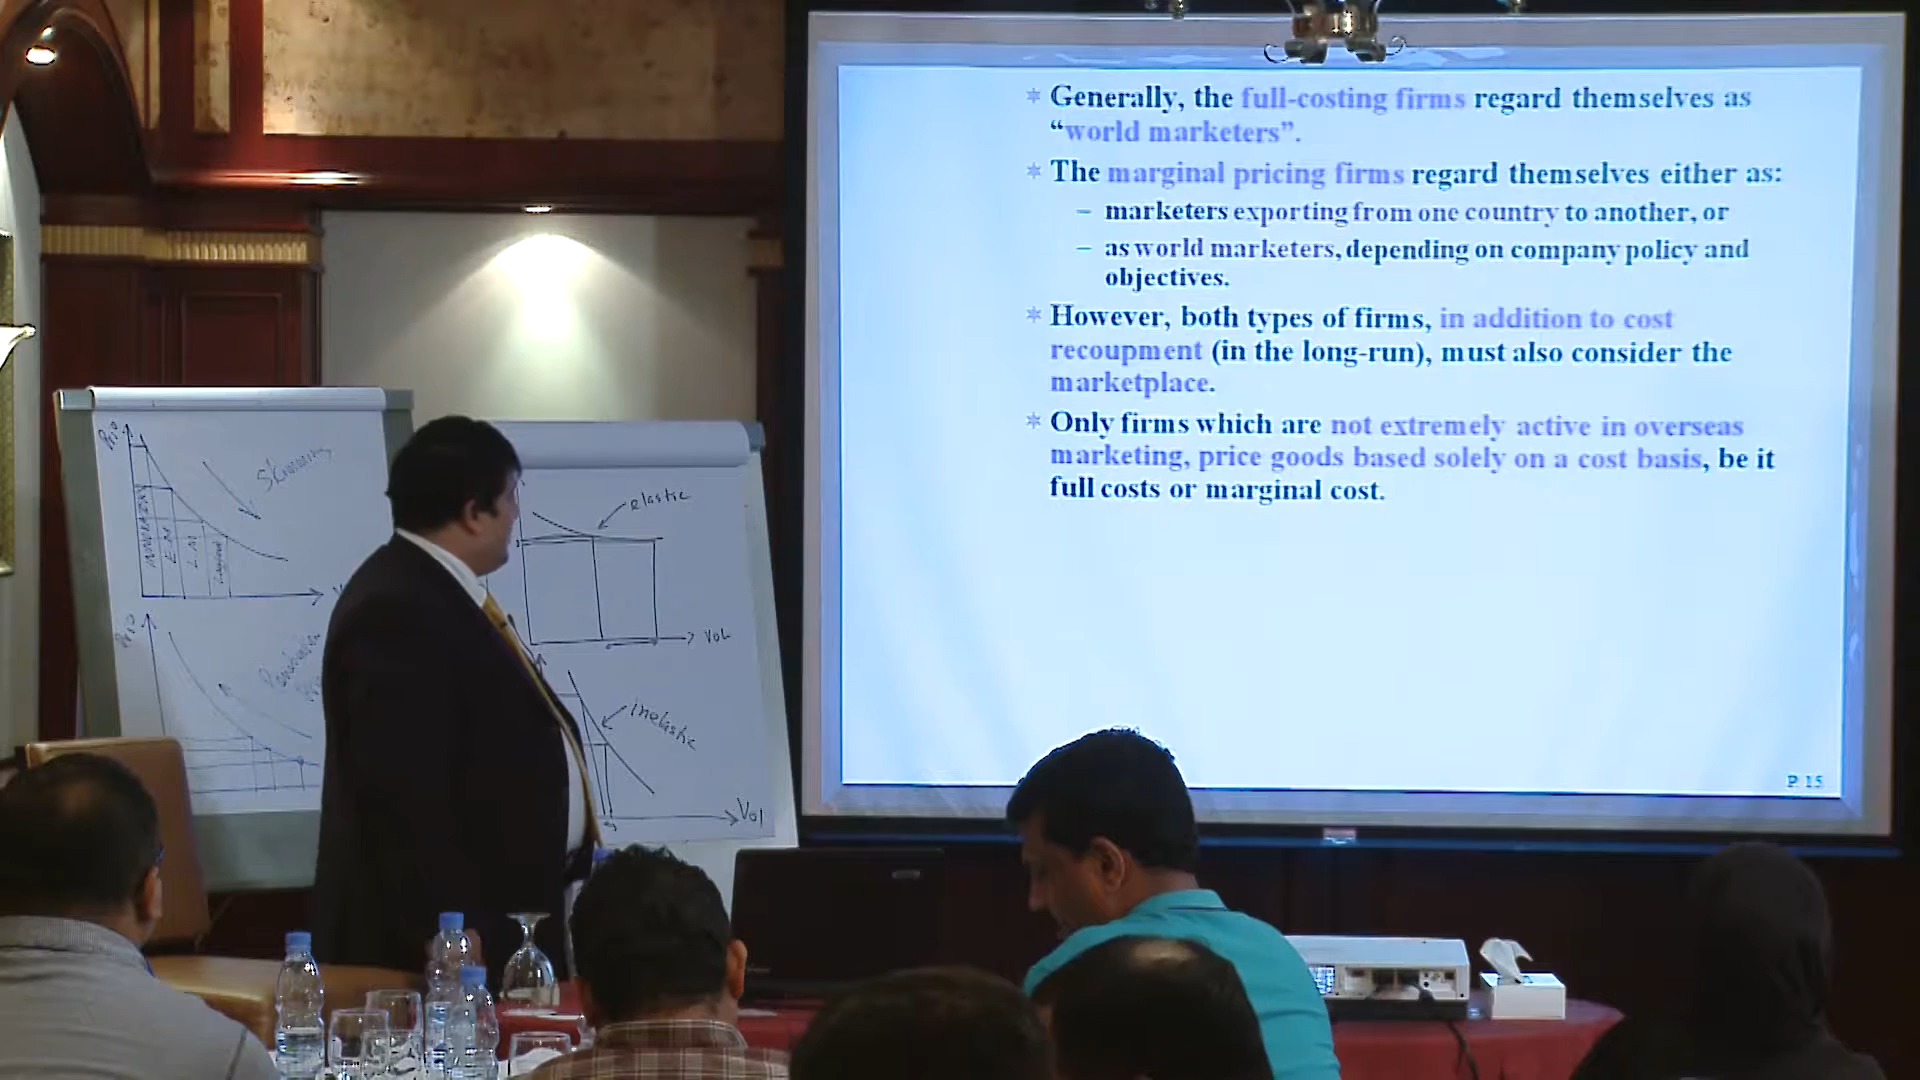 Skimming
elastic
Vol
inelastic
Vol
* Generally, the full-costing firms regard themselves as
“world marketers”.
* The marginal pricing firms regard themselves either as:
– marketers exporting from one country to another, or
– as world marketers, depending on company policy and
objectives.
* However, both types of firms, in addition to cost
recoupment (in the long-run), must also consider the
marketplace.
* Only firms which are not extremely active in overseas
marketing, price goods based solely on a cost basis, be it
full costs or marginal cost.
P. 15